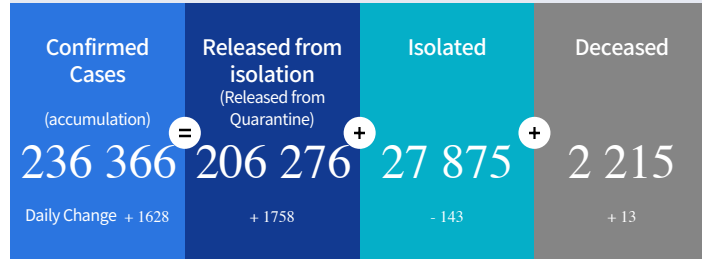 Confirmed
Cases
(accumulation)
236 366
Daily Change + 1628
=
Released from
isolation
(Released from
Quarantine)
206 276
+ 1758
+
Isolated
27 875
- 143
+
Deceased
2 215
+ 13